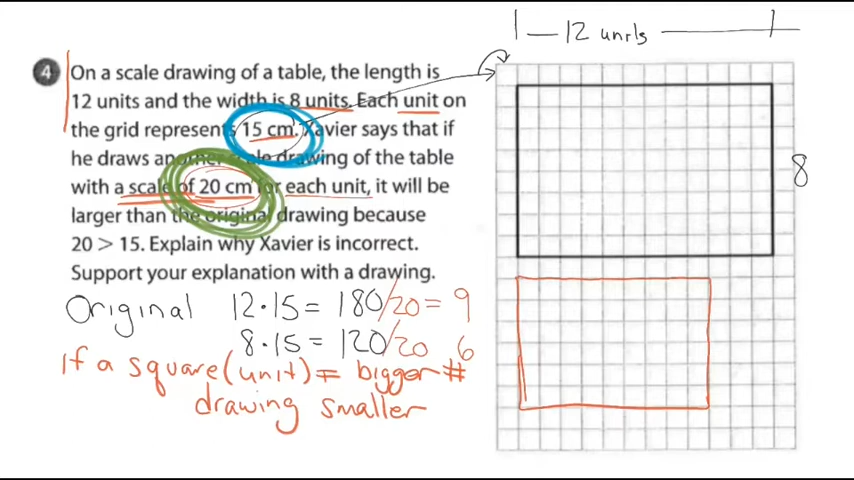 12 units
4 On a scale drawing of a table, the length is
12 units and the width is 8 units. Each unit on
the grid represents 15 cm. Xavier says that if
he draws another scale drawing of the table
with a scale of 20 cm for each unit, it will be
larger than the original drawing because
20 > 15. Explain why Xavier is incorrect.
Support your explanation with a drawing.
8
Original 12·15 = 180/20 = 9
8·15 = 120/20 6
If a square (unit) = bigger #
drawing smaller